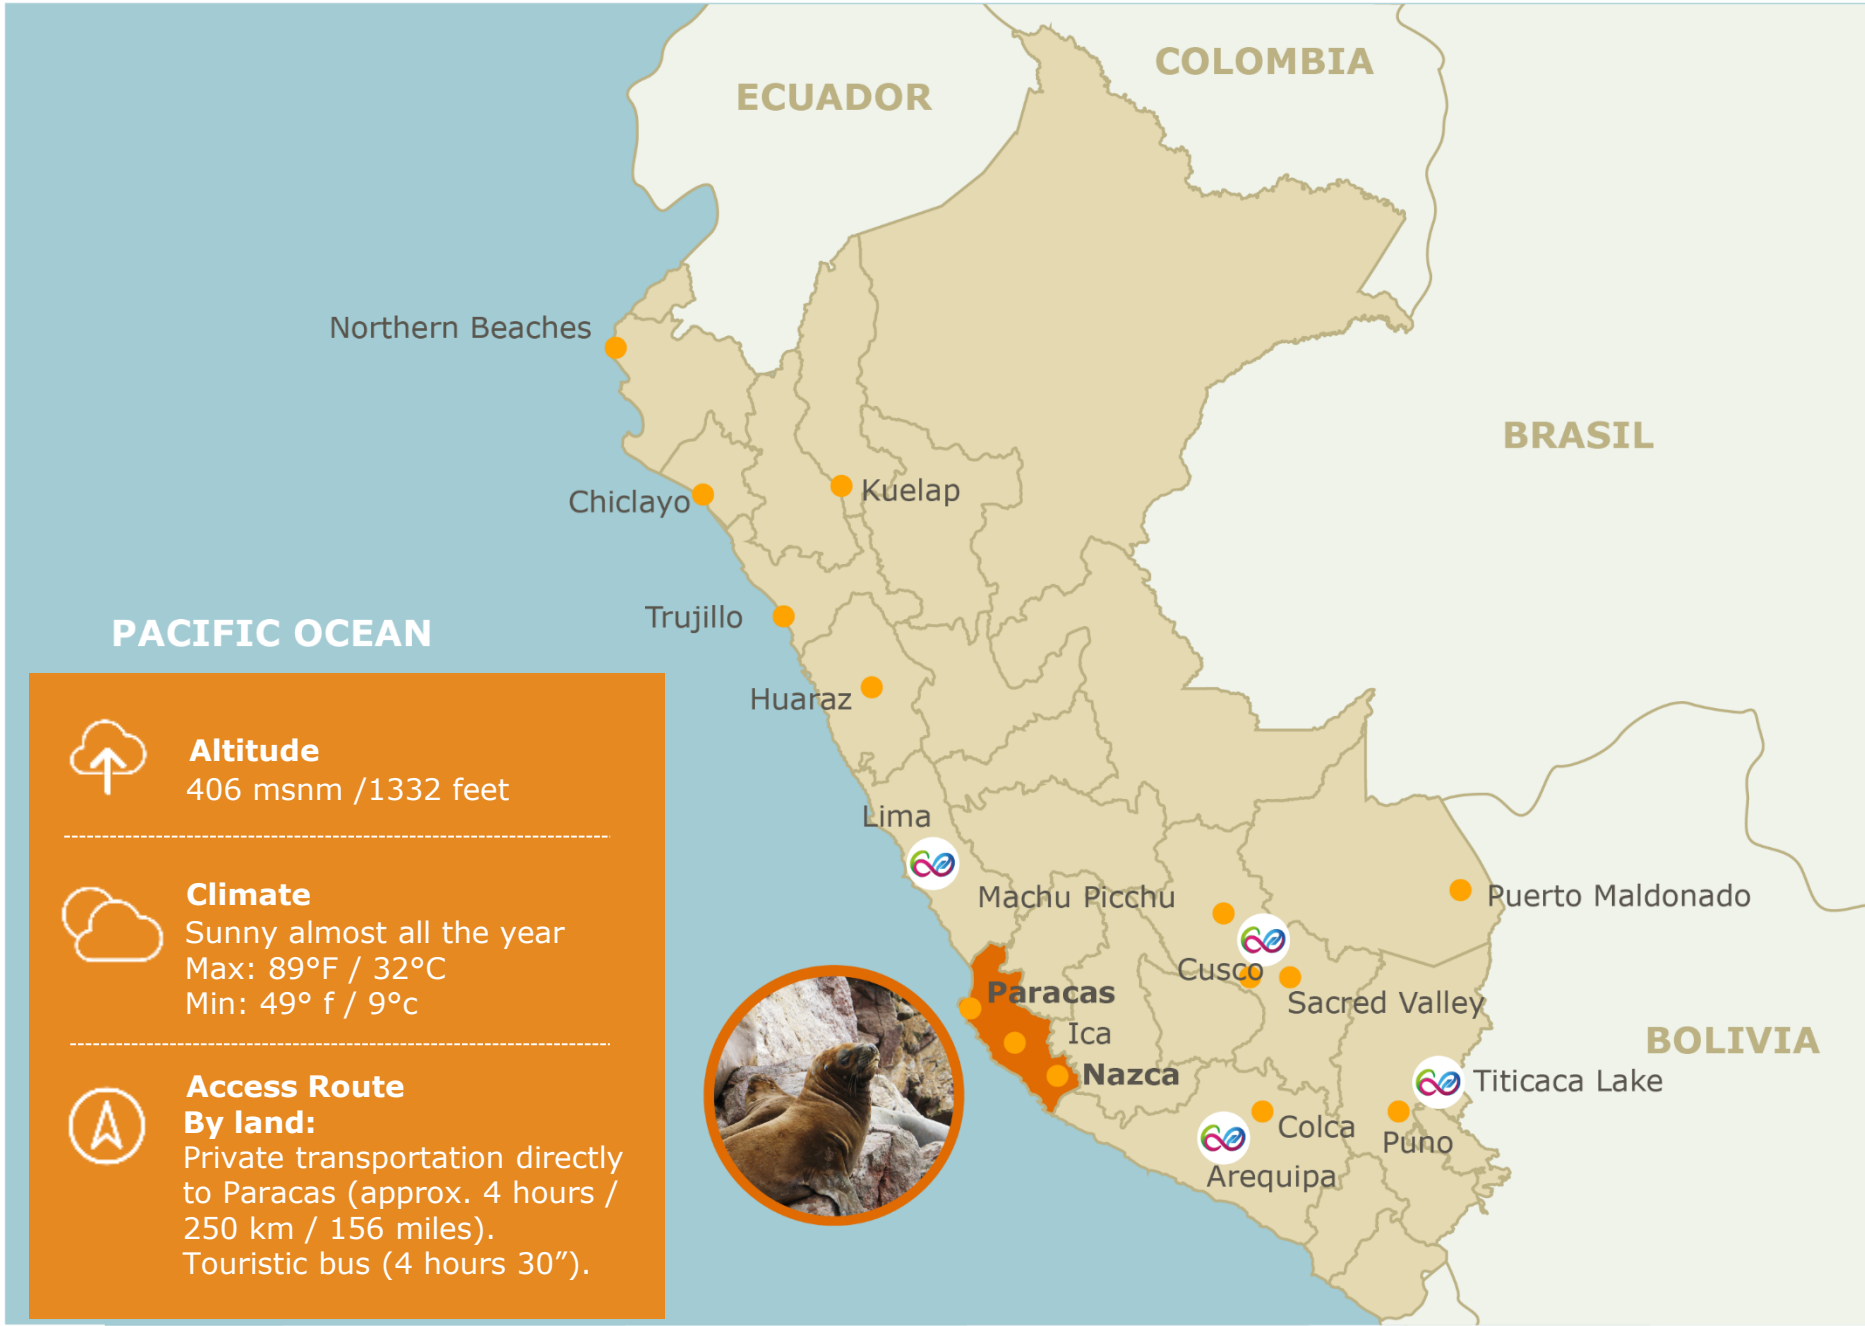 COLOMBIA
ECUADOR
Northern Beaches
BRASIL
Kuelap
Chiclayo
Trujillo
PACIFIC OCEAN
Huaraz
Altitude
406 msnm /1332 feet
Climate
Sunny almost all the year
Max: 89°F / 32°C
Min: 49° f / 9°c
Access Route
By land:
Private transportation directly
to Paracas (approx. 4 hours /
250 km / 156 miles).
Touristic bus (4 hours 30”).
Lima
Machu Picchu
Puerto Maldonado
Cusco
Sacred Valley
Paracas
Ica
Nazca
BOLIVIA
Titicaca Lake
Colca
Puno
Arequipa